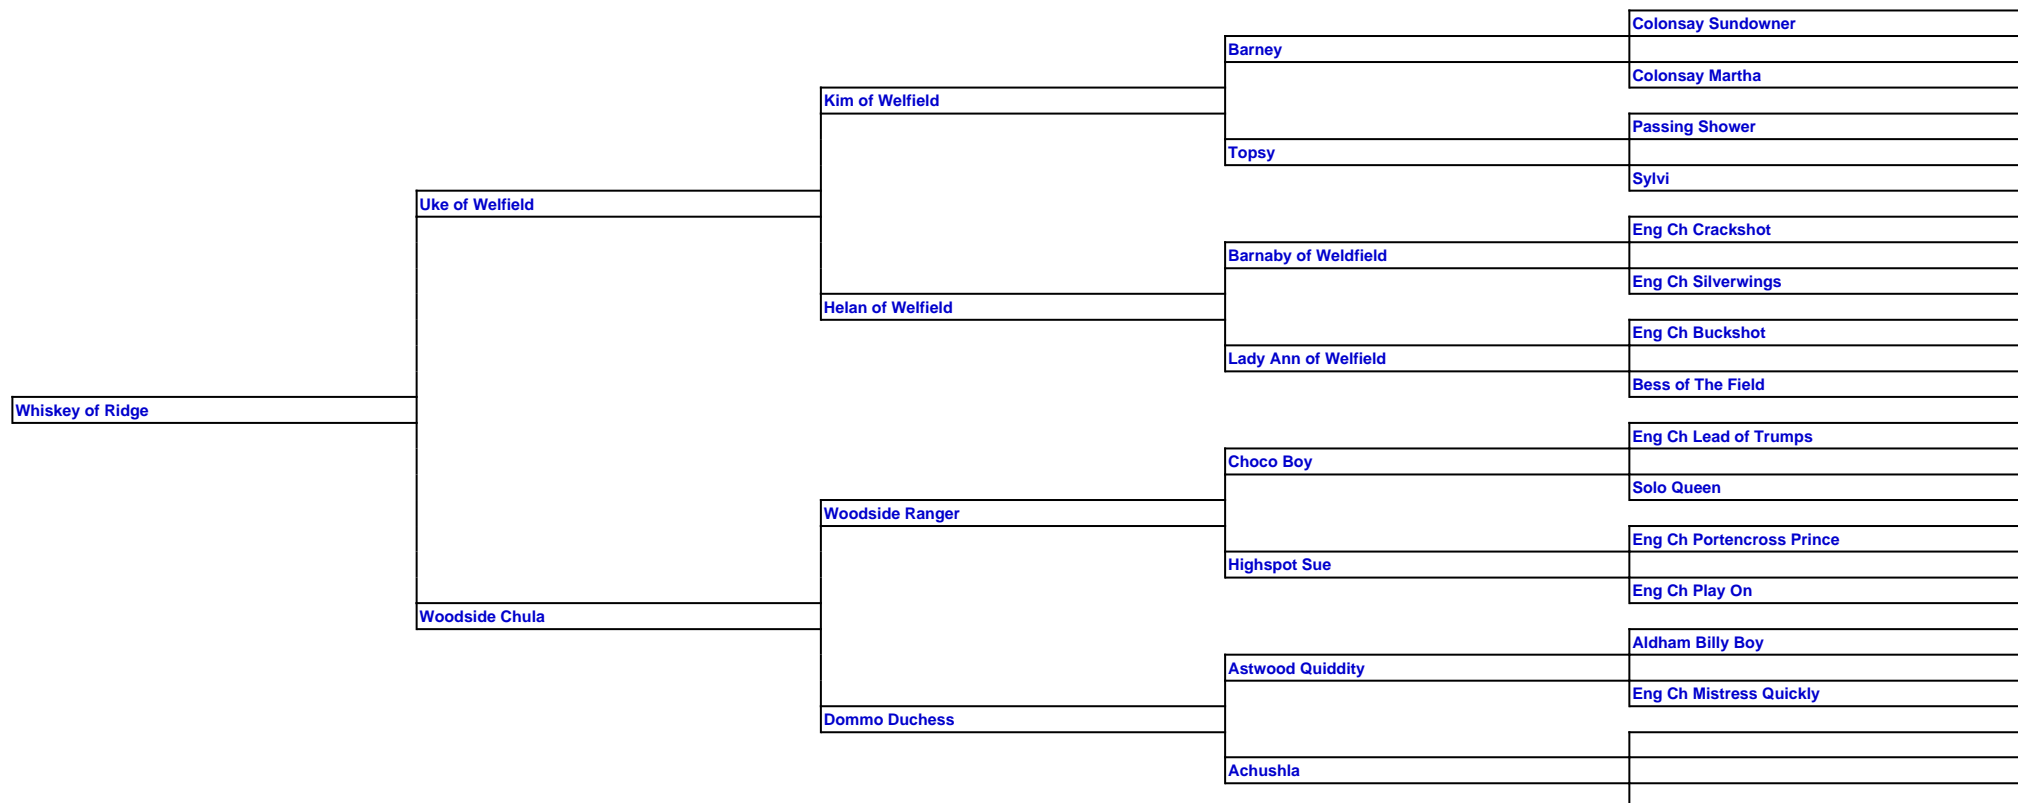 Colonsay Sundowner
Barney
Colonsay Martha
Kim of Welfield
Passing Shower
Topsy
Sylvi
Uke of Welfield
Eng Ch Crackshot
Barnaby of Weldfield
Eng Ch Silverwings
Helan of Welfield
Eng Ch Buckshot
Lady Ann of Welfield
Bess of The Field
Whiskey of Ridge
Eng Ch Lead of Trumps
Choco Boy
Solo Queen
Woodside Ranger
Eng Ch Portencross Prince
Highspot Sue
Eng Ch Play On
Woodside Chula
Aldham Billy Boy
Astwood Quiddity
Eng Ch Mistress Quickly
Dommo Duchess
Achushla